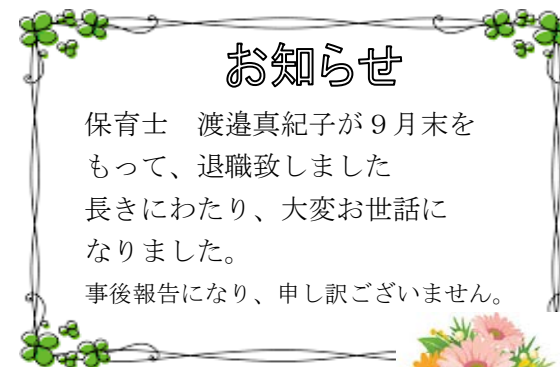 お知らせ
保育士　渡邉真紀子が９月末を
もって、退職致しました
長きにわたり、大変お世話に
なりました。
事後報告になり、申し訳ございません。